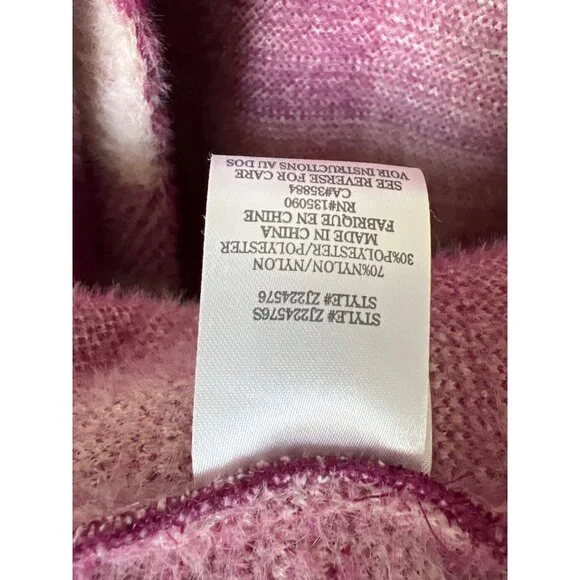 STYLE# ZJ224576S
STYLE# ZJ224576
70%NYLON/NYLON
30%POLYESTER/POLYESTER
MADE IN CHINA
FABRIQUE EN CHINE
RN#135090
CA#35884
SEE REVERSE FOR CARE
VOIR INSTRUCTIONS AU DOS